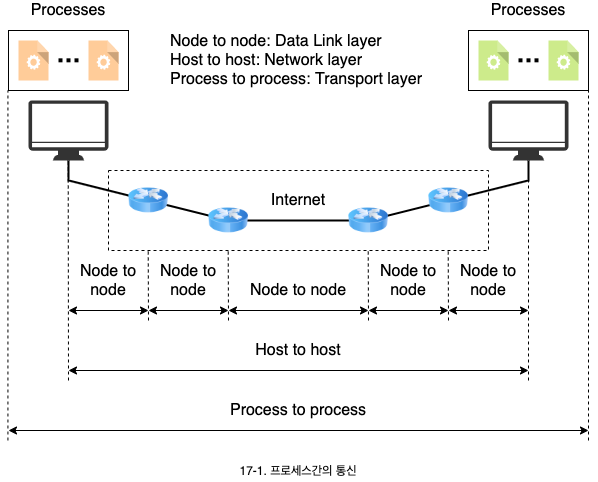 Processes
Processes
Node to node: Data Link layer
Host to host: Network layer
Process to process: Transport layer
Internet
Node to
node
Node to
node
Node to node
Node to
node
Node to
node
Host to host
Process to process
17-1. 프로세스간의 통신